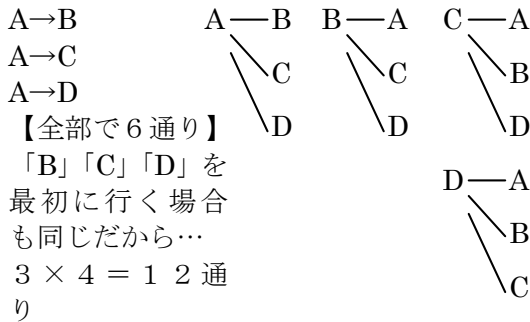 A→B
A→C
A→D
【全部で６通り】
「B」「C」「D」を
最初に行く場合
も同じだから…
３×４＝１２通
り
A B
C
D
B A
C
D
C A
B
D
D A
B
C